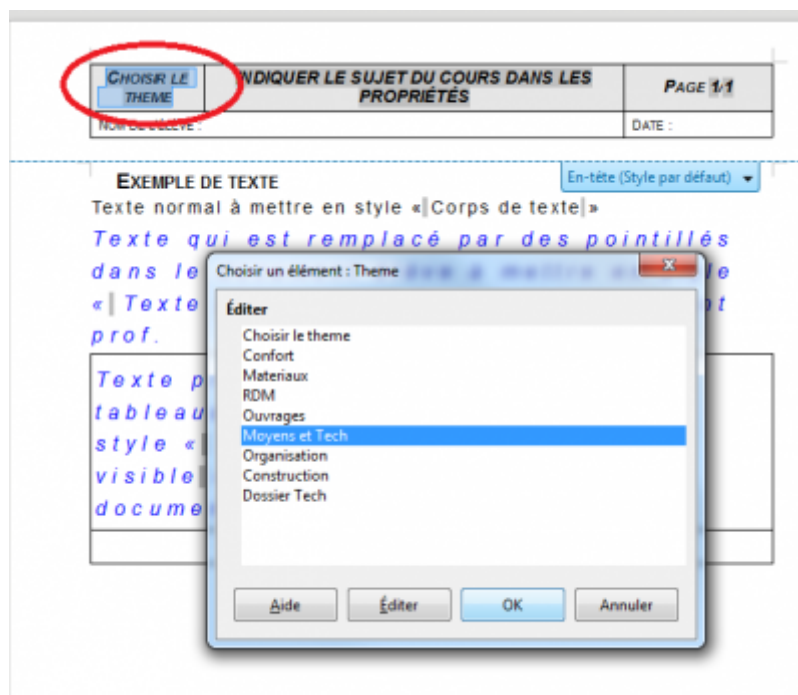 CHOISIR LE THEME
INDIQUER LE SUJET DU COURS DANS LES PROPRIÉTÉS
PAGE 1/1
DATE :
EXEMPLE DE TEXTE
En-tête (Style par défaut)
Texte normal à mettre en style « Corps de texte »
Texte qui est remplacé par des pointillés
dans le
« Texte
prof.
Texte
tableau
style «
visible
docume
Choisir un élément : Theme
Éditer
Choisir le theme
Confort
Materiaux
RDM
Ouvrages
Moyens et Tech
Organisation
Construction
Dossier Tech
Aide
Éditer
OK
Annuler